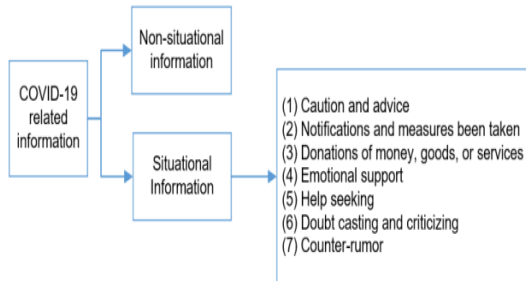 COVID-19
related
information
Non-situational
information
Situational
Information
(1) Caution and advice
(2) Notifications and measures been taken
(3) Donations of money, goods, or services
(4) Emotional support
(5) Help seeking
(6) Doubt casting and criticizing
(7) Counter-rumor